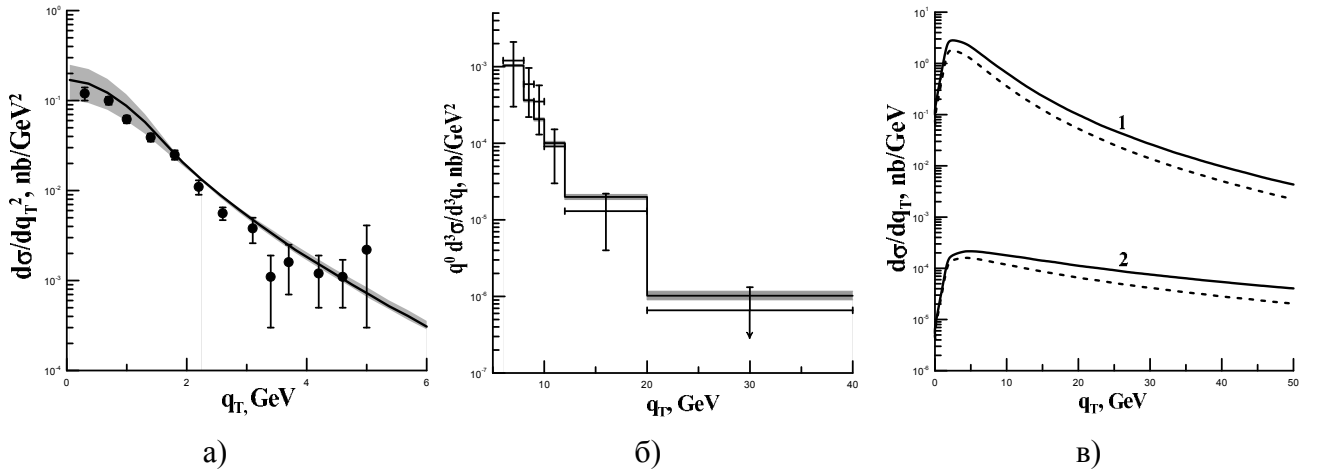 10⁰
10⁻¹
10⁻²
10⁻³
10⁻⁴
0 2 4 6
dσ/dq_T², nb/GeV²
q_T, GeV
а)
10⁻³
10⁻⁴
10⁻⁵
10⁻⁶
10⁻⁷
10 20 30 40
q⁰ d³σ/d³q, nb/GeV²
q_T, GeV
б)
10¹
10⁰
10⁻¹
10⁻²
10⁻³
10⁻⁴
10⁻⁵
10⁻⁶
0 10 20 30 40 50
dσ/dq_T, nb/GeV
1
2
q_T, GeV
в)